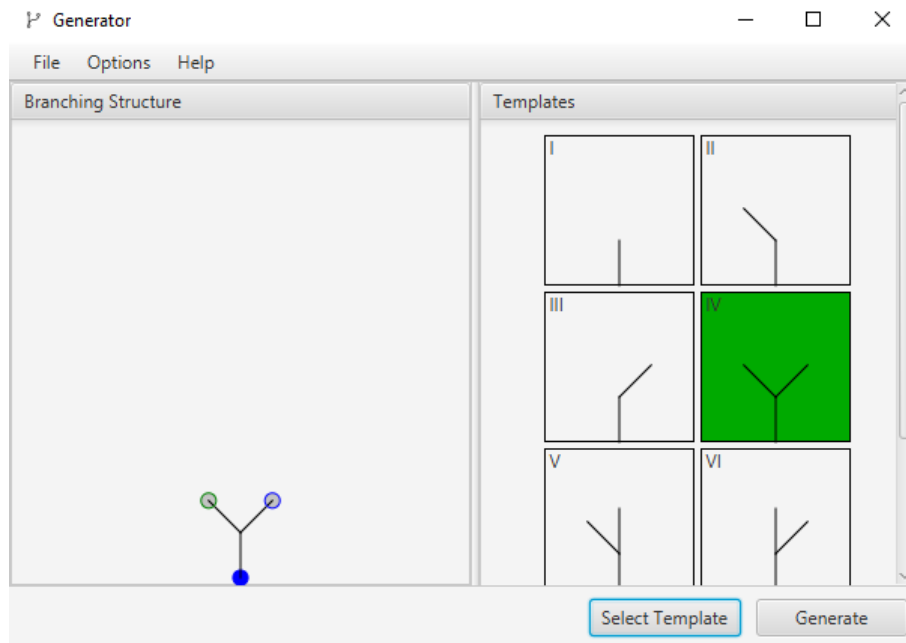 Generator
File Options Help
Branching Structure
Templates
I
II
III
IV
V
VI
Select Template
Generate